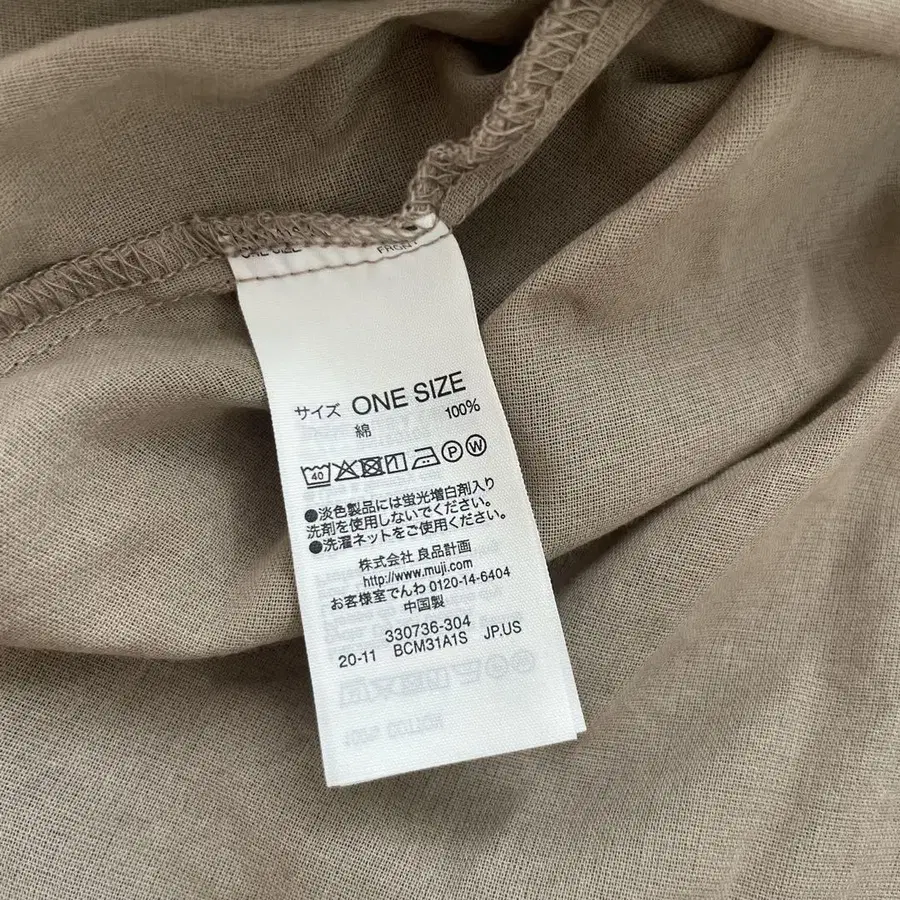 ONE SIZE FRONT
サイズ ONE SIZE
綿 100%
40 P W
●淡色製品には蛍光増白剤入り
洗剤を使用しないでください。
●洗濯ネットをご使用ください。
株式会社 良品計画
http://www.muji.com
お客様室でんわ 0120-14-6404
中国製
330736-304
20-11 BCM31A1S JP.US